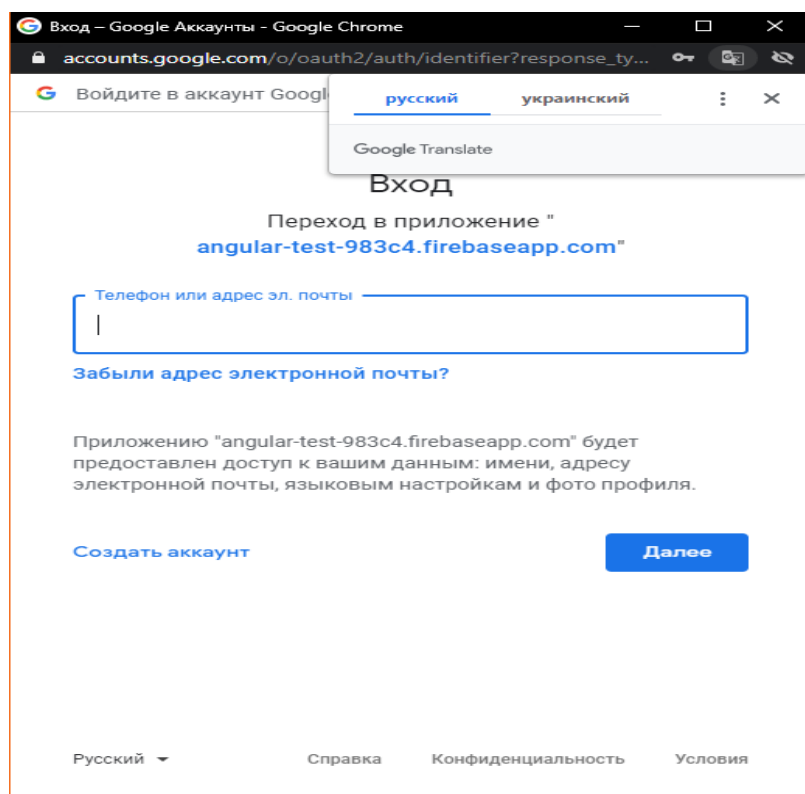 Вход – Google Аккаунты - Google Chrome
accounts.google.com/o/oauth2/auth/identifier?response_ty...
Войдите в аккаунт Googl
русский украинский
Google Translate
Вход
Переход в приложение "
angular-test-983c4.firebaseapp.com"
Телефон или адрес эл. почты
Забыли адрес электронной почты?
Приложению "angular-test-983c4.firebaseapp.com" будет
предоставлен доступ к вашим данным: имени, адресу
электронной почты, языковым настройкам и фото профиля.
Создать аккаунт Далее
Русский Справка Конфиденциальность Условия